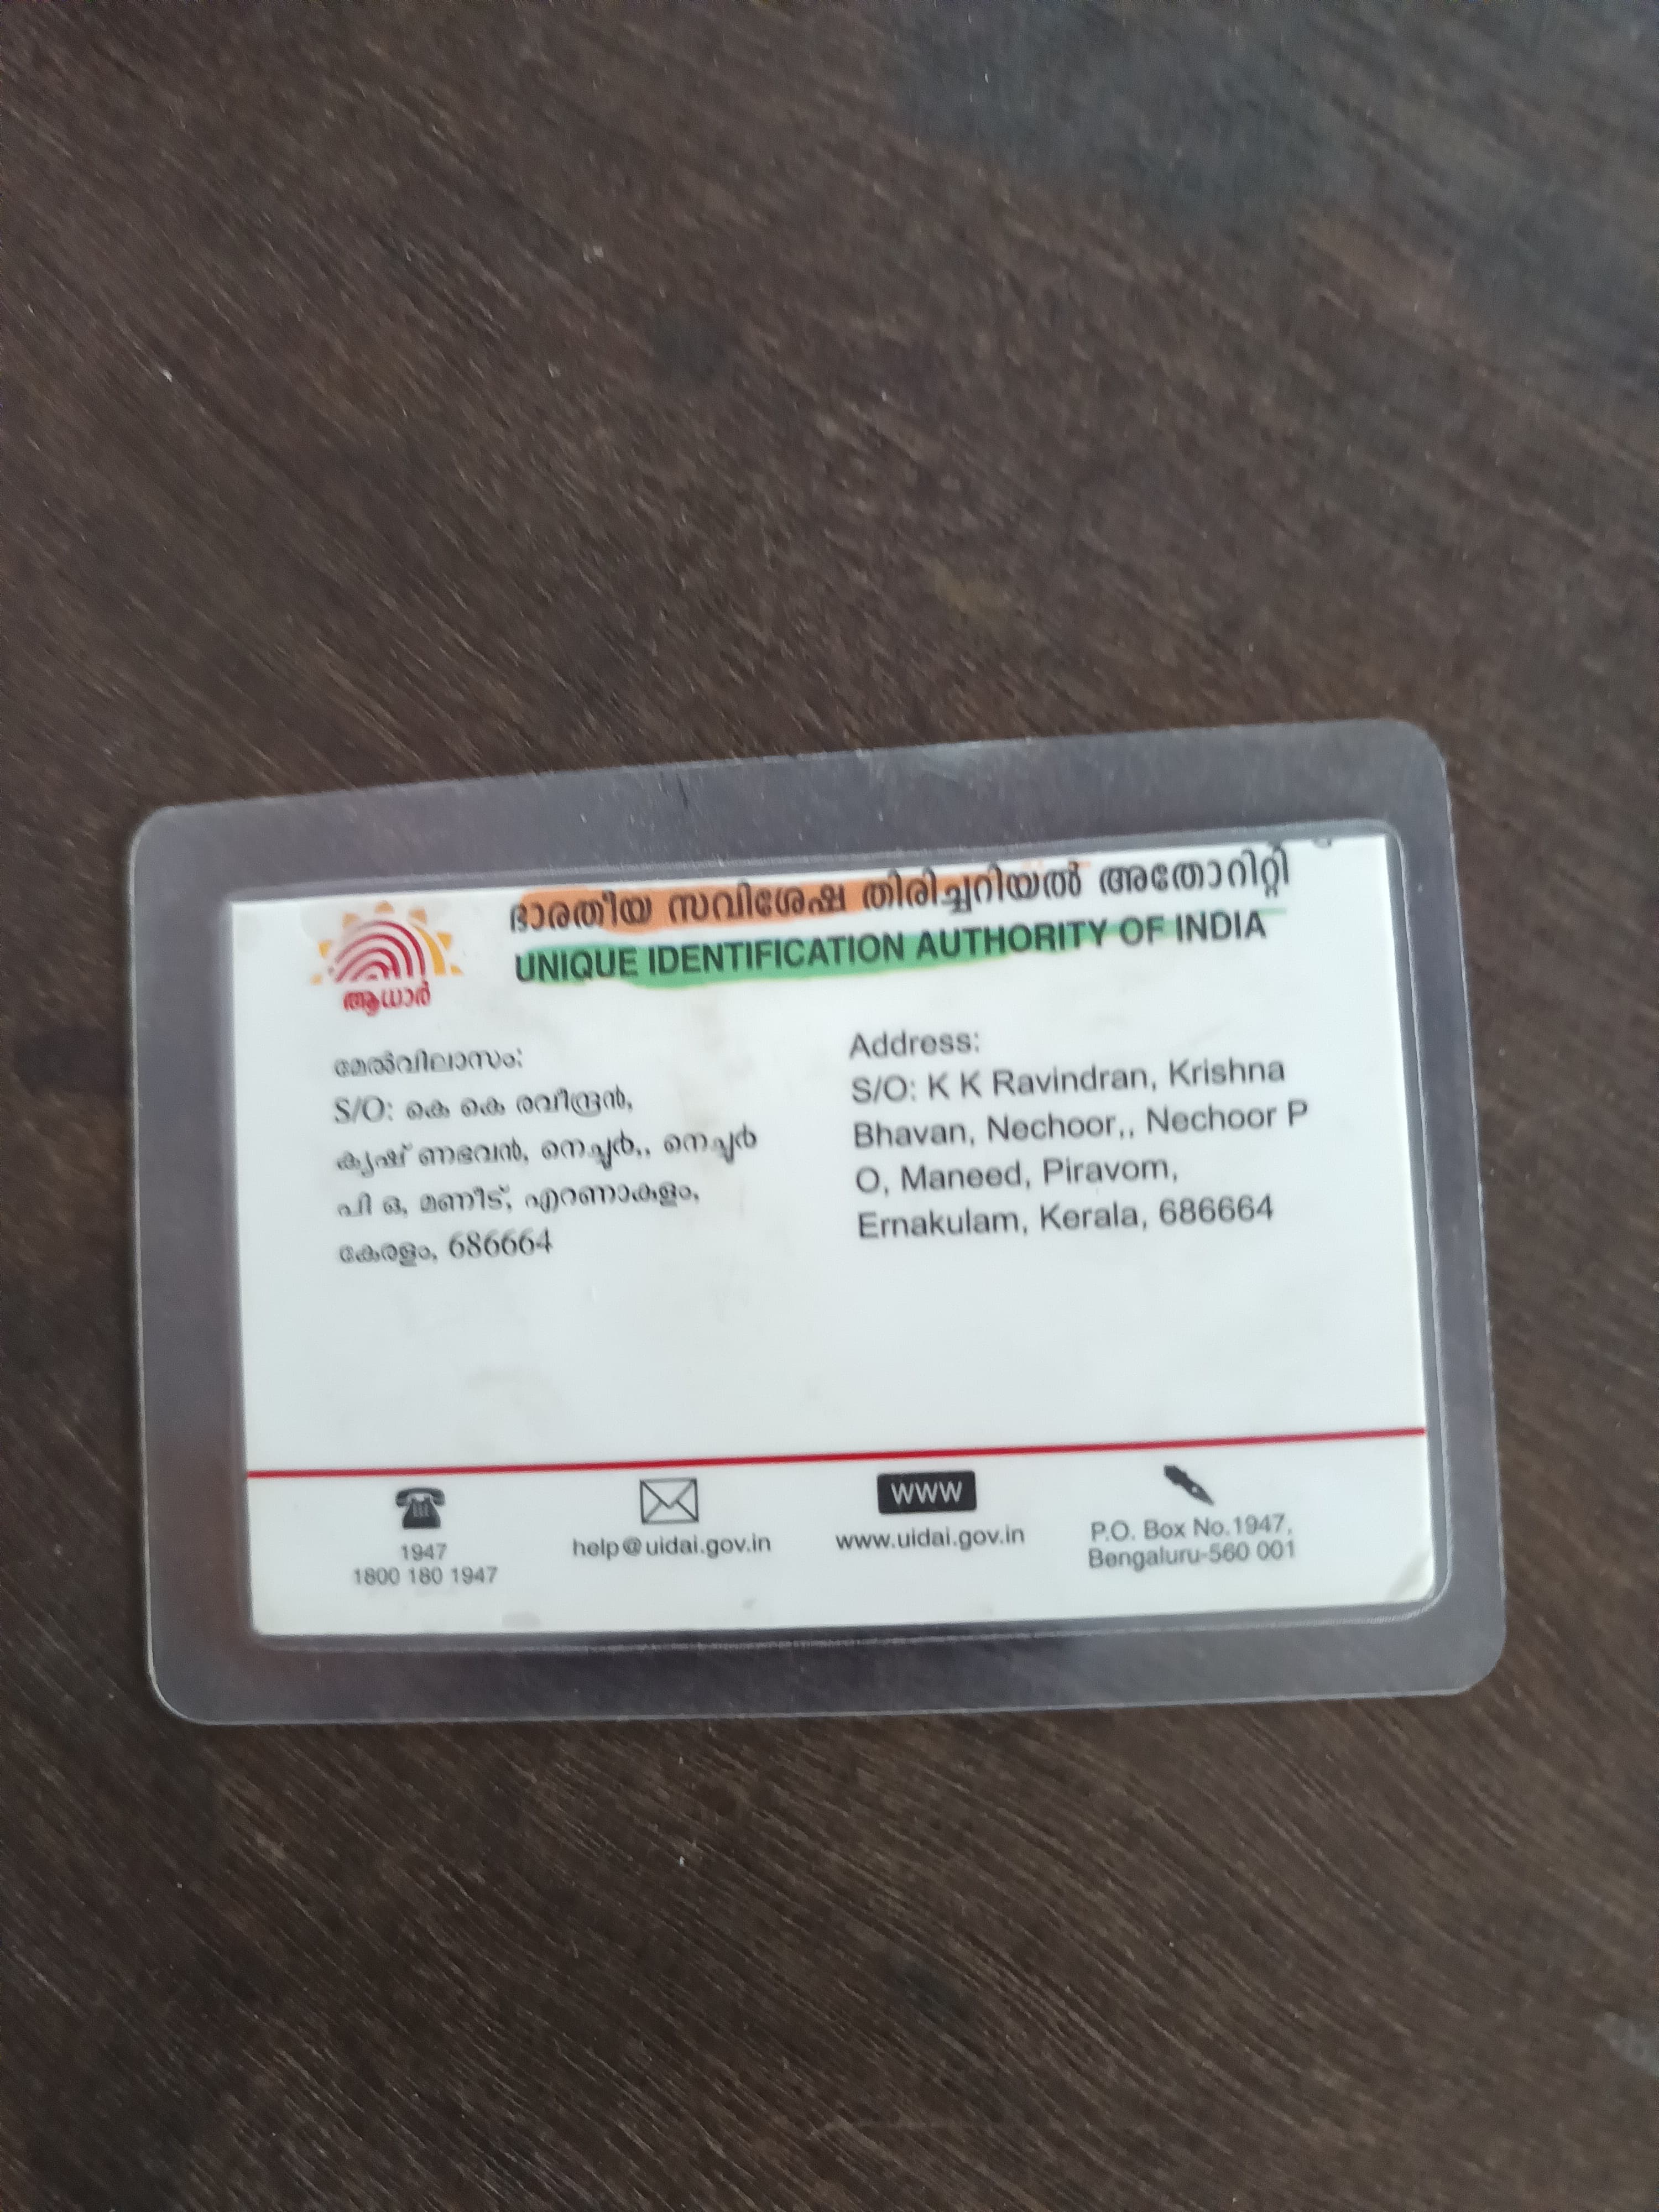 ഭാരതീയ സവിശേഷ തിരിച്ചറിയൽ അതോറിറ്റി
UNIQUE IDENTIFICATION AUTHORITY OF INDIA
ആധാർ
മേൽവിലാസം:
S/O: കെ കെ രവീന്ദ്രൻ,
കൃഷ് ണഭവൻ, നെച്ചൂർ,, നെച്ചൂർ
പി ഒ, മണീട്, എറണാകുളം,
കേരളം, 686664
Address:
S/O: K K Ravindran, Krishna
Bhavan, Nechoor,, Nechoor P
O, Maneed, Piravom,
Ernakulam, Kerala, 686664
1947
1800 180 1947
help@uidai.gov.in
WWW
www.uidai.gov.in
P.O. Box No.1947,
Bengaluru-560 001